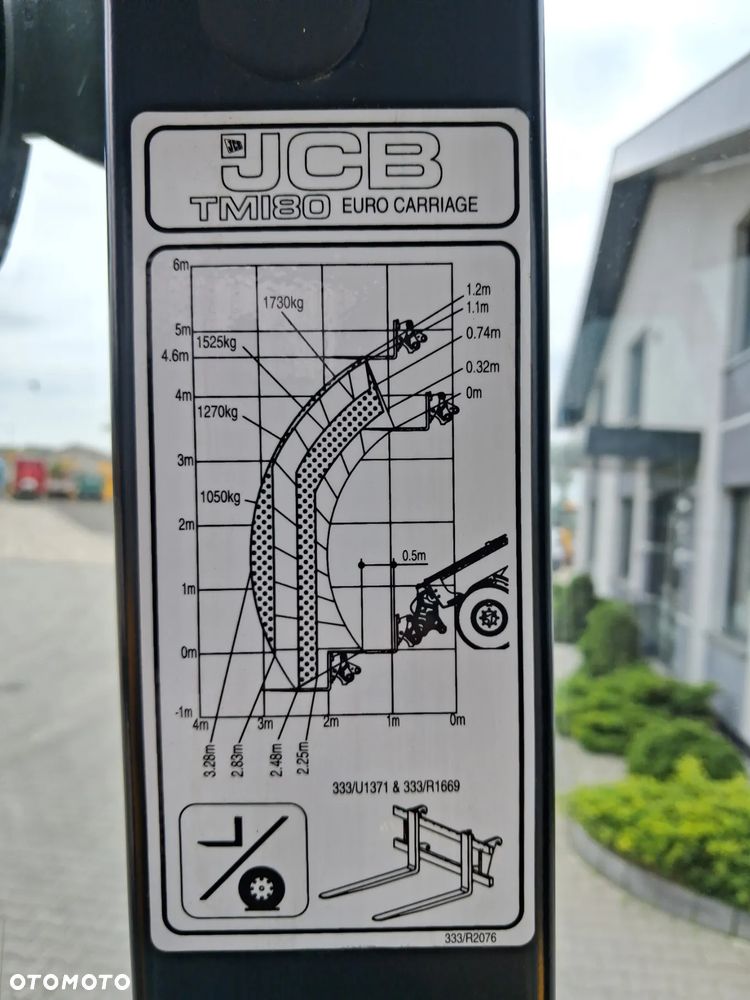 JCB
JCB
TM180 EURO CARRIAGE
6m
1.2m
1730kg
1.1m
5m
1525kg
0.74m
4.6m
0.32m
4m
0m
1270kg
3m
1050kg
2m
0.5m
1m
0m
-1m
4m 3m 2m 1m 0m
3.28m
2.83m
2.48m
2.25m
333/U1371 & 333/R1669
333/R2076
OTOMOTO